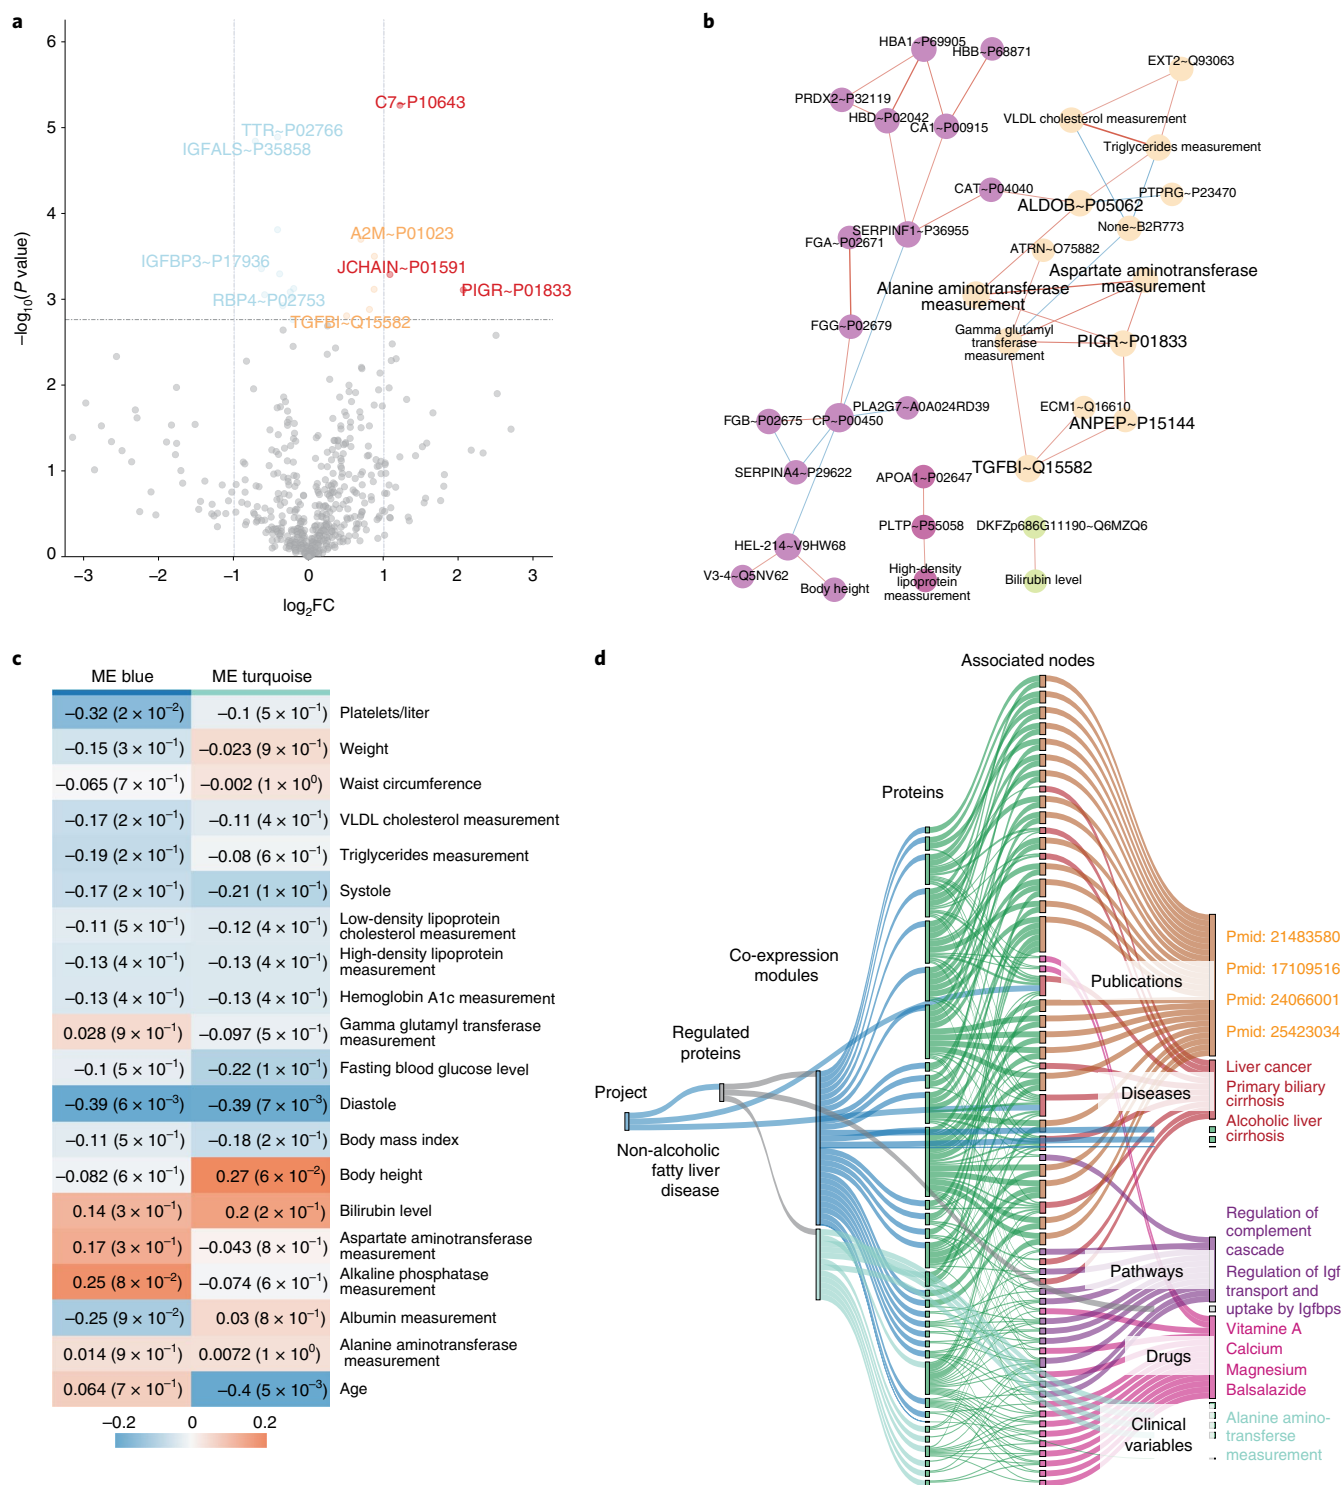 a
6
5
4
3
2
1
0
–log10(P value)
C7~P10643
TTR~P02766
IGFALS~P35858
A2M~P01023
IGFBP3~P17936
JCHAIN~P01591
PIGR~P01833
RBP4~P02753
TGFBI~Q15582
–3 –2 –1 0 1 2 3
log2FC
b
HBA1~P69905
HBB~P68871
EXT2~Q93063
PRDX2~P32119
HBD~P02042
CA1~P00915
VLDL cholesterol measurement
Triglycerides measurement
CAT~P04040
PTPRG~P23470
ALDOB~P05062
SERPINF1~P36955
None~B2R773
FGA~P02671
ATRN~O75882
Aspartate aminotransferase
measurement
Alanine aminotransferase
measurement
FGG~P02679
Gamma glutamyl
transferase
measurement
PIGR~P01833
PLA2G7~A0A024RD39
ECM1~Q16610
FGB~P02675
CP~P00450
ANPEP~P15144
SERPINA4~P29622
TGFBI~Q15582
APOA1~P02647
PLTP~P55058
DKFZp686G11190~Q6MZQ6
HEL-214~V9HW68
V3-4~Q5NV62
Body height
High-density
lipoprotein
meassurement
Bilirubin level
c
ME blue ME turquoise
–0.32 (2 × 10–2) –0.1 (5 × 10–1) Platelets/liter
–0.15 (3 × 10–1) –0.023 (9 × 10–1) Weight
–0.065 (7 × 10–1) –0.002 (1 × 100) Waist circumference
–0.17 (2 × 10–1) –0.11 (4 × 10–1) VLDL cholesterol measurement
–0.19 (2 × 10–1) –0.08 (6 × 10–1) Triglycerides measurement
–0.17 (2 × 10–1) –0.21 (1 × 10–1) Systole
–0.11 (5 × 10–1) –0.12 (4 × 10–1) Low-density lipoprotein
cholesterol measurement
–0.13 (4 × 10–1) –0.13 (4 × 10–1) High-density lipoprotein
measurement
–0.13 (4 × 10–1) –0.13 (4 × 10–1) Hemoglobin A1c measurement
0.028 (9 × 10–1) –0.097 (5 × 10–1) Gamma glutamyl transferase
measurement
–0.1 (5 × 10–1) –0.22 (1 × 10–1) Fasting blood glucose level
–0.39 (6 × 10–3) –0.39 (7 × 10–3) Diastole
–0.11 (5 × 10–1) –0.18 (2 × 10–1) Body mass index
–0.082 (6 × 10–1) 0.27 (6 × 10–2) Body height
0.14 (3 × 10–1) 0.2 (2 × 10–1) Bilirubin level
0.17 (3 × 10–1) –0.043 (8 × 10–1) Aspartate aminotransferase
measurement
0.25 (8 × 10–2) –0.074 (6 × 10–1) Alkaline phosphatase
measurement
–0.25 (9 × 10–2) 0.03 (8 × 10–1) Albumin measurement
0.014 (9 × 10–1) 0.0072 (1 × 100) Alanine aminotransferase
measurement
0.064 (7 × 10–1) –0.4 (5 × 10–3) Age
–0.2 0 0.2
d
Associated nodes
Proteins
Co-expression
modules
Regulated
proteins
Project
Non-alcoholic
fatty liver
disease
Publications
Diseases
Pathways
Drugs
Clinical
variables
Pmid: 21483580
Pmid: 17109516
Pmid: 24066001
Pmid: 25423034
Liver cancer
Primary biliary
cirrhosis
Alcoholic liver
cirrhosis
Regulation of
complement
cascade
Regulation of Igf
transport and
uptake by Igfbps
Vitamine A
Calcium
Magnesium
Balsalazide
Alanine amino-
transferse
measurement